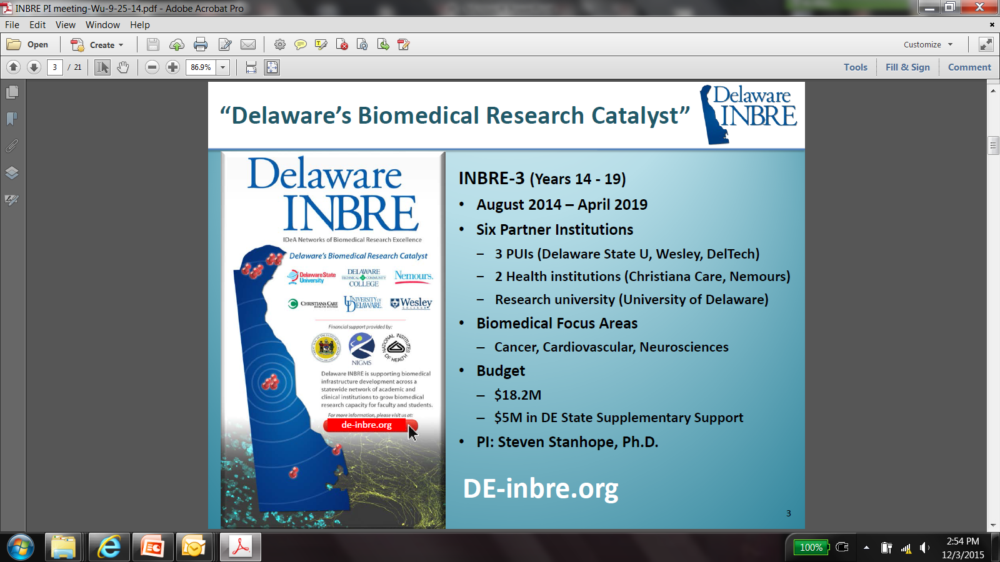 INBRE PI meeting-Wu-9-25-14.pdf - Adobe Acrobat Pro
File Edit View Window Help
Open Create Customize
3 / 21 86.9% Tools Fill & Sign Comment
“Delaware’s Biomedical Research Catalyst”
Delaware
INBRE
Delaware
INBRE
IDeA Networks of Biomedical Research Excellence
Delaware's Biomedical Research Catalyst
Delaware State
University
DELAWARE
TECHNICAL COMMUNITY
COLLEGE
Nemours.
CHRISTIANA CARE
HEALTH SYSTEM
UNIVERSITY OF
DELAWARE.
Wesley
COLLEGE
Financial support provided by:
NIGMS
NATIONAL INSTITUTES
OF HEALTH
Delaware INBRE is supporting biomedical
infrastructure development across a
statewide network of academic and
clinical institutions to grow biomedical
research capacity for faculty and students.
For more information, please visit us at:
de-inbre.org
INBRE-3 (Years 14 - 19)
• August 2014 – April 2019
• Six Partner Institutions
– 3 PUIs (Delaware State U, Wesley, DelTech)
– 2 Health institutions (Christiana Care, Nemours)
– Research university (University of Delaware)
• Biomedical Focus Areas
– Cancer, Cardiovascular, Neurosciences
• Budget
– $18.2M
– $5M in DE State Supplementary Support
• PI: Steven Stanhope, Ph.D.
DE-inbre.org
3
100%
2:54 PM
12/3/2015